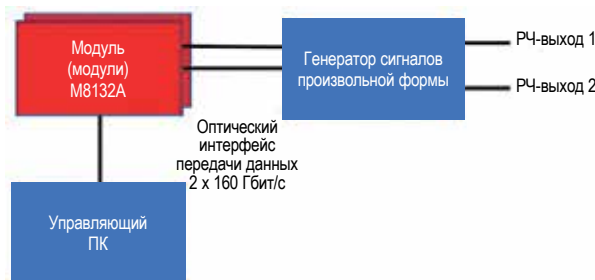 Модуль
(модули)
M8132A
Генератор сигналов
произвольной формы
РЧ-выход 1
РЧ-выход 2
Оптический
интерфейс
передачи данных
2 x 160 Гбит/с
Управляющий
ПК